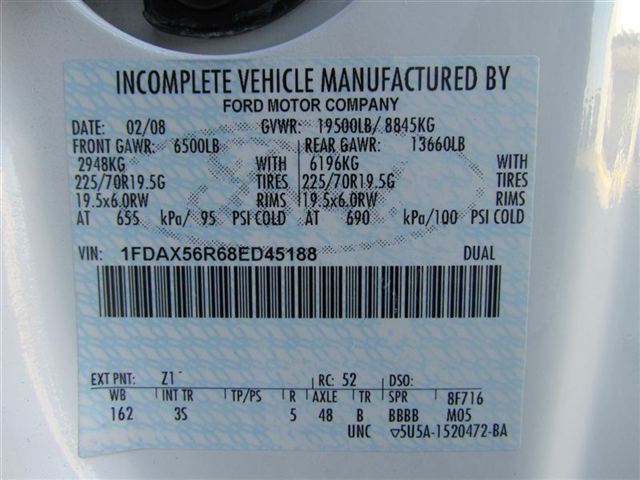 INCOMPLETE VEHICLE MANUFACTURED BY
FORD MOTOR COMPANY
DATE: 02/08 GVWR: 19500LB/ 8845KG
FRONT GAWR: 6500LB REAR GAWR: 13660LB
2948KG WITH 6196KG WITH
225/70R19.5G TIRES 225/70R19.5G TIRES
19.5x6.0RW RIMS 19.5x6.0RW RIMS
AT 655 kPa/ 95 PSI COLD AT 690 kPa/100 PSI COLD
VIN: 1FDAX56R68ED45188 DUAL
EXT PNT: Z1 RC: 52 DSO:
WB INT TR TP/PS R AXLE TR SPR 8F716
162 3S 5 48 B BBBB M05
UNC ▽5U5A-1520472-BA